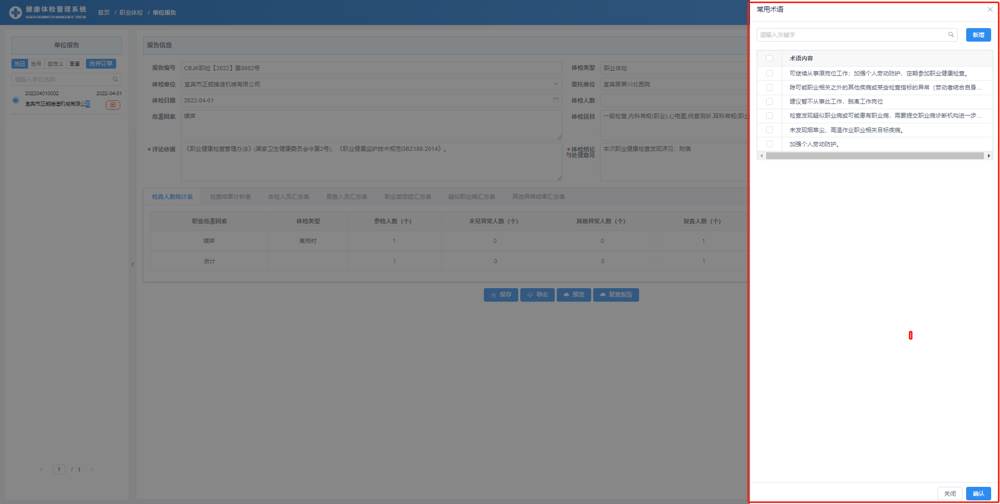 健康体检管理系统
HEALTH EXMINATION MANAGEMENT SYSTEM
首页 / 职业体检 / 单位报告
单位报告
当日 当月 自定义 重置 合并订单
请输入单位名称
202204010002 2022-04-01
宜宾市正威铸造机械有限公司 团
1 / 1
报告信息
报告编号 CBJK职检【2022】第0002号 体检类型 职业体检
体检单位 宜宾市正威铸造机械有限公司 委托单位 宜宾翠屏川北医院
体检日期 2022-04-01 体检人数
危害因素 噪声 体检项目 一般检查,内科常规(职业),心电图,纯音测听,耳科常规(职业
*评论依据 《职业健康检查管理办法》(国家卫生健康委员会令第2号)、《职业健康监护技术规范GBZ188-2014》。 *体检结论 本次职业健康检查发现详见：附表
与处理意见
检查人数统计表 检查结果分析表 体检人员汇总表 复查人员汇总表 职业禁忌症汇总表 疑似职业病汇总表 其他异常结果汇总表
职业危害因素 体检类型 参检人数（个） 未见异常人数（个） 其他异常人数（个） 复查人数（个）
噪声 离岗时 1 0 0 1
合计 1 0 0 1
保存 导出 预览 复查报告
常用术语
请输入关键字 新增
术语内容
可继续从事原岗位工作；加强个人劳动防护，定期参加职业健康检查。
除可能职业相关之外的其他疾病或某些检查指标的异常（劳动者结合自身...
建议暂不从事此工作，脱离工作岗位
检查发现疑似职业病或可能患有职业病，需要提交职业病诊断机构进一步...
未发现烟草尘、高温作业职业相关目标疾病。
加强个人劳动防护。
关闭 确认